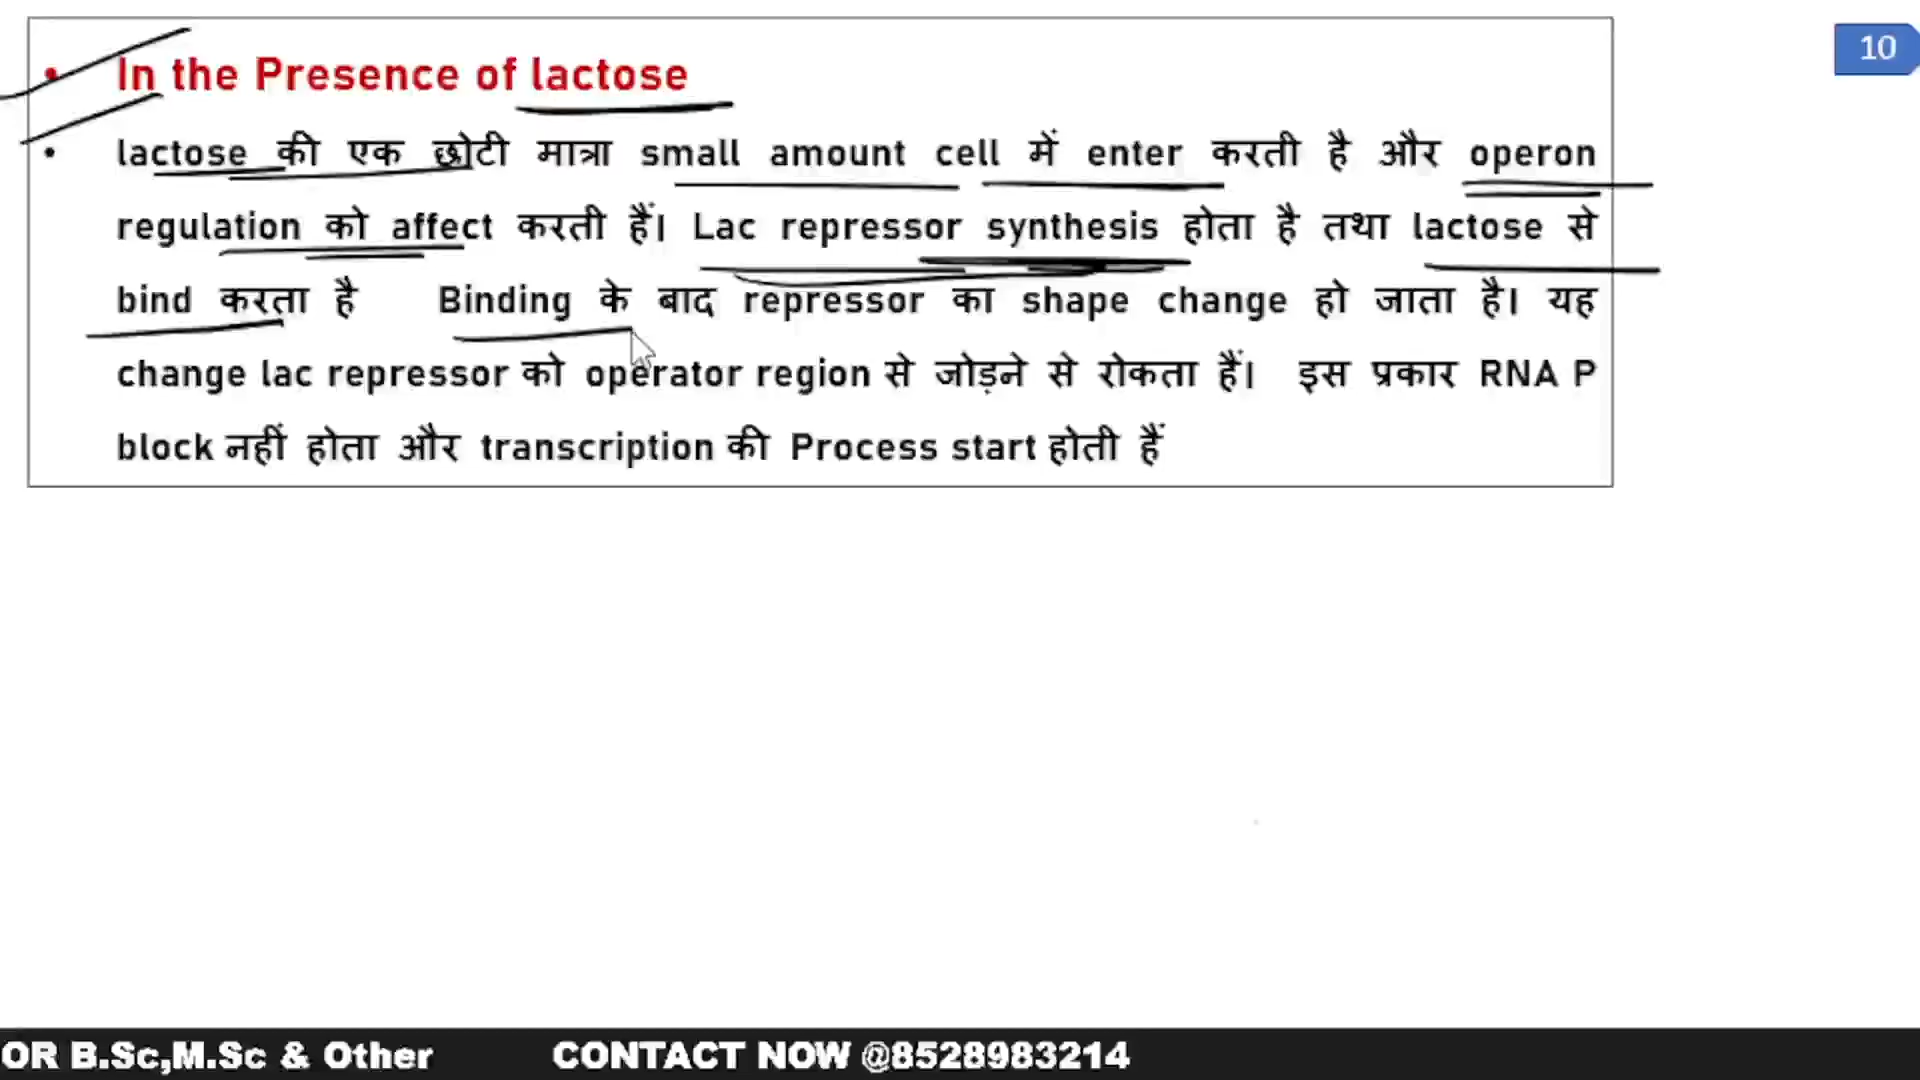 10
• In the Presence of lactose
• lactose की एक छोटी मात्रा small amount cell में enter करती है और operon
regulation को affect करती हैं। Lac repressor synthesis होता है तथा lactose से
bind करता है Binding के बाद repressor का shape change हो जाता है। यह
change lac repressor को operator region से जोड़ने से रोकता हैं। इस प्रकार RNA P
block नहीं होता और transcription की Process start होती हैं
OR B.Sc,M.Sc & Other CONTACT NOW @8528983214